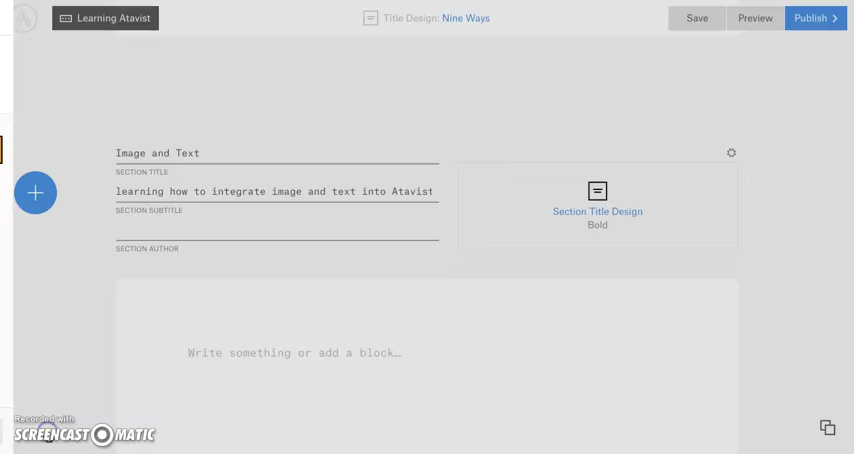 Learning Atavist
Title Design: Nine Ways
Save
Preview
Publish
Image and Text
SECTION TITLE
learning how to integrate image and text into Atavist
SECTION SUBTITLE
SECTION AUTHOR
Section Title Design
Bold
Write something or add a block…
Recorded with
SCREENCAST MATIC